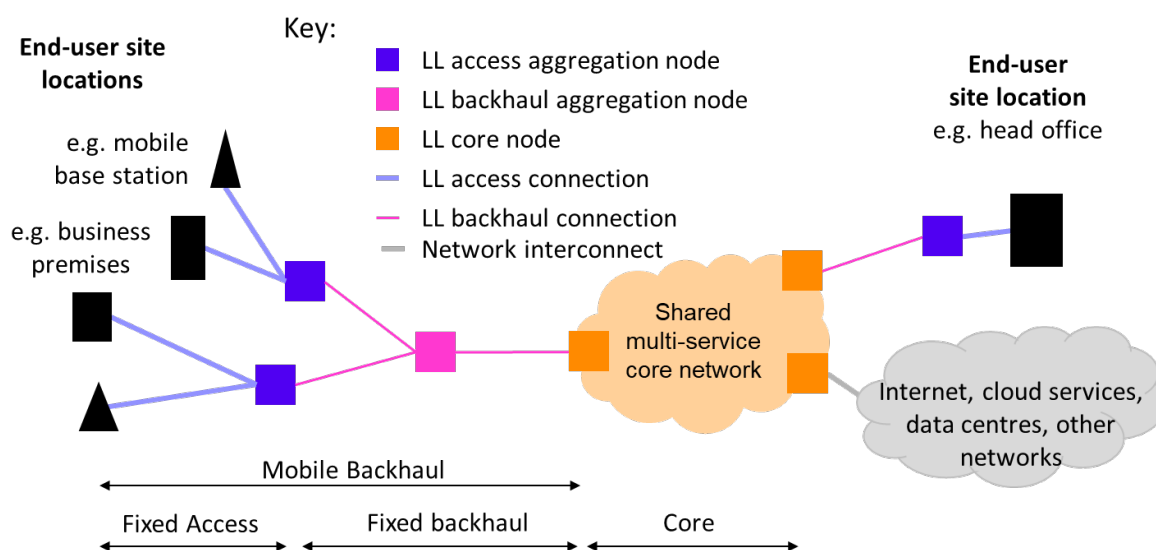 Key:
End-user site
locations
LL access aggregation node
LL backhaul aggregation node
LL core node
LL access connection
LL backhaul connection
Network interconnect
End-user
site location
e.g. head office
e.g. mobile
base station
e.g. business
premises
Shared
multi-service
core network
Internet, cloud services,
data centres, other
networks
Mobile Backhaul
Fixed Access
Fixed backhaul
Core